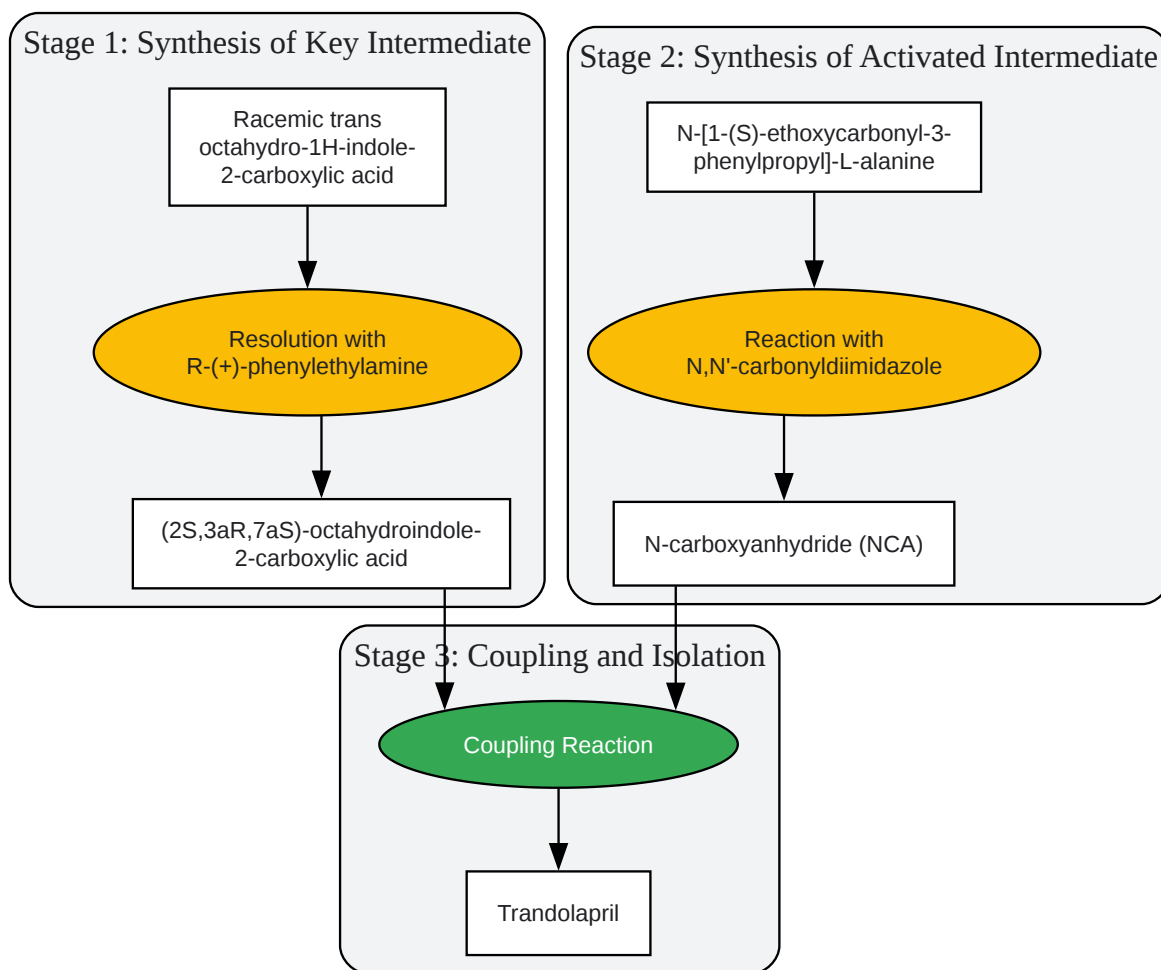 Stage 1: Synthesis of Key Intermediate
Racemic trans
octahydro-1H-indole-
2-carboxylic acid
Resolution with
R-(+)-phenylethylamine
(2S,3aR,7aS)-octahydroindole-
2-carboxylic acid
Stage 2: Synthesis of Activated Intermediate
N-[1-(S)-ethoxycarbonyl-3-
phenylpropyl]-L-alanine
Reaction with
N,N'-carbonyldiimidazole
N-carboxyanhydride (NCA)
Stage 3: Coupling and Isolation
Coupling Reaction
Trandolapril